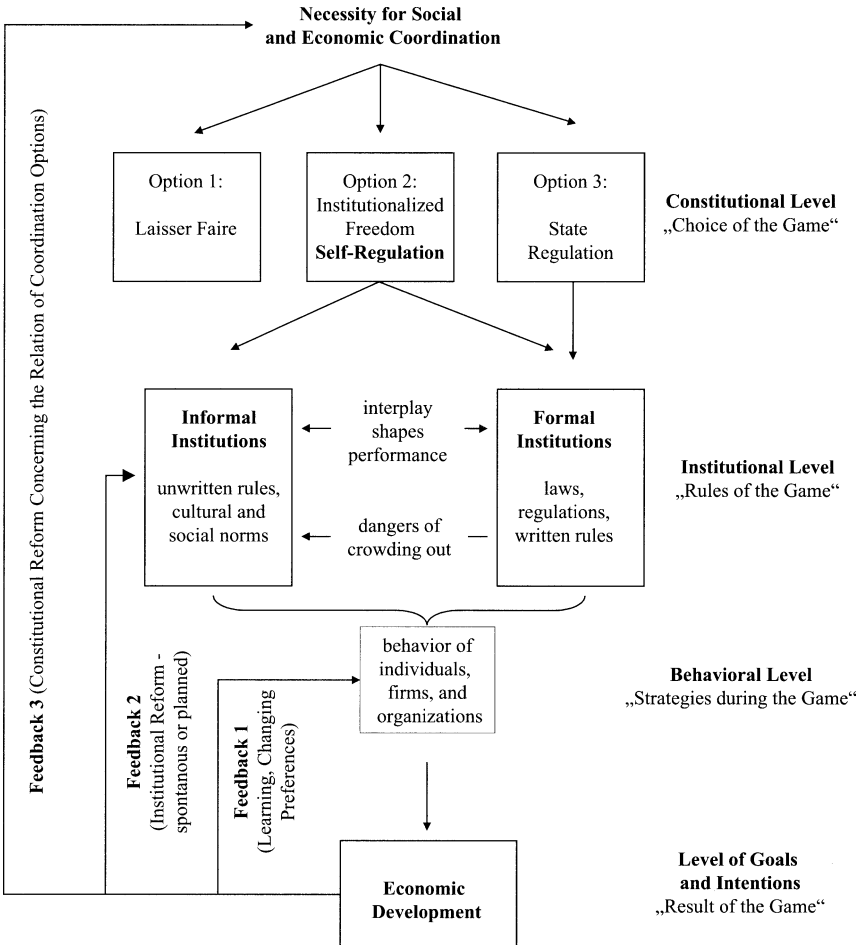 Necessity for Social
and Economic Coordination
Option 1:
Laisser Faire
Option 2:
Institutionalized
Freedom
Self-Regulation
Option 3:
State
Regulation
Constitutional Level
„Choice of the Game“
Informal
Institutions
unwritten rules,
cultural and
social norms
interplay
shapes
performance
dangers of
crowding out
Formal
Institutions
laws,
regulations,
written rules
Institutional Level
„Rules of the Game“
behavior of
individuals,
firms, and
organizations
Behavioral Level
„Strategies during the Game“
Feedback 3 (Constitutional Reform Concerning the Relation of Coordination Options)
Feedback 2
(Institutional Reform -
spontanous or planned)
Feedback 1
(Learning, Changing
Preferences)
Economic
Development
Level of Goals
and Intentions
„Result of the Game“